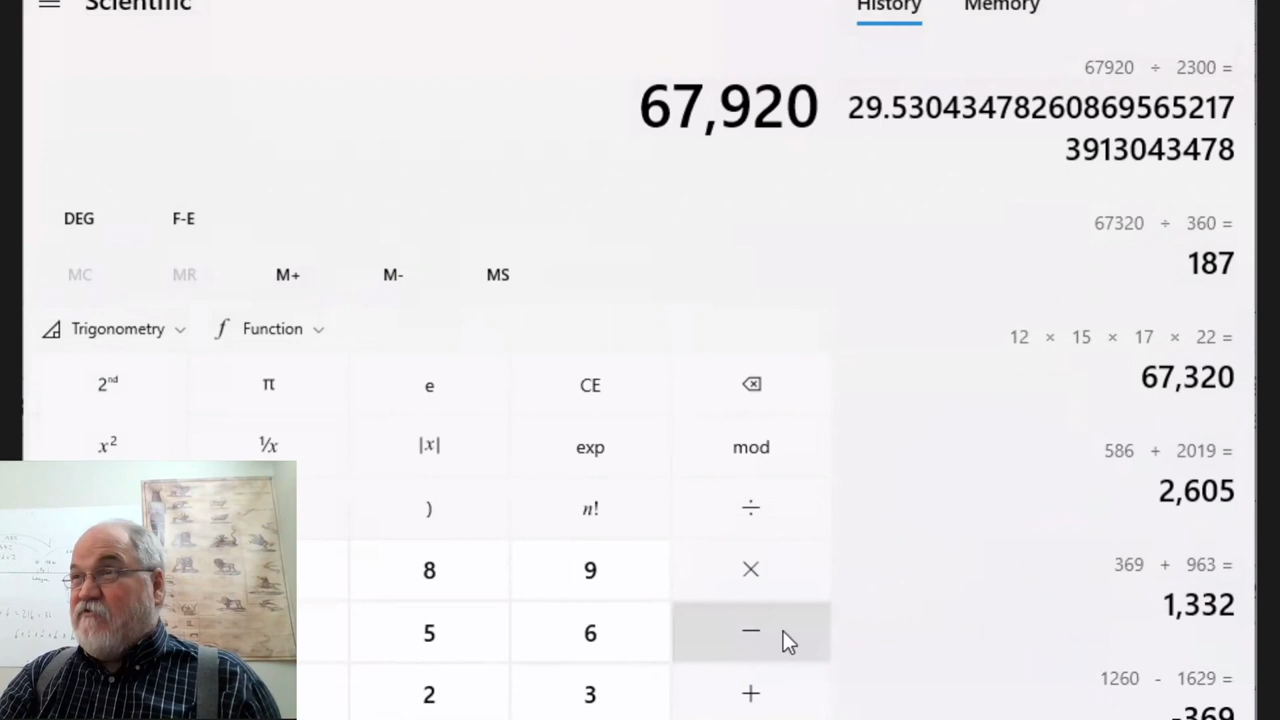 Scientific
History Memory
67920 ÷ 2300 =
67,920
29.53043478260869565217
3913043478
DEG F-E
67320 ÷ 360 =
187
MC MR M+ M- MS
Trigonometry Function
12 × 15 × 17 × 22 =
67,320
2nd π e CE
x² ⅟x |x| exp mod
586 + 2019 =
2,605
) n! ÷
8 9 ×
369 + 963 =
1,332
5 6 −
2 3 +
1260 - 1629 =
-369